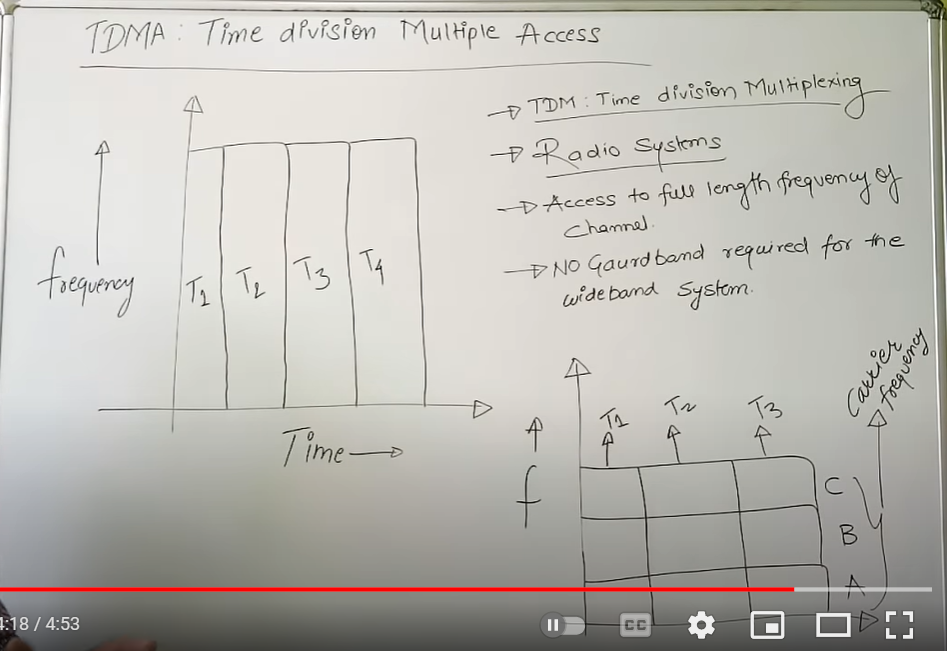 TDMA: Time division Multiple Access
frequency
T1 T2 T3 T4
Time
TDM: Time division Multiplexing
Radio Systems
Access to full length frequency of
Channel.
NO Gaurdband required for the
wideband System.
Carrier
frequency
T1 T2 T3
f
C
B
A
4:18 / 4:53
CC